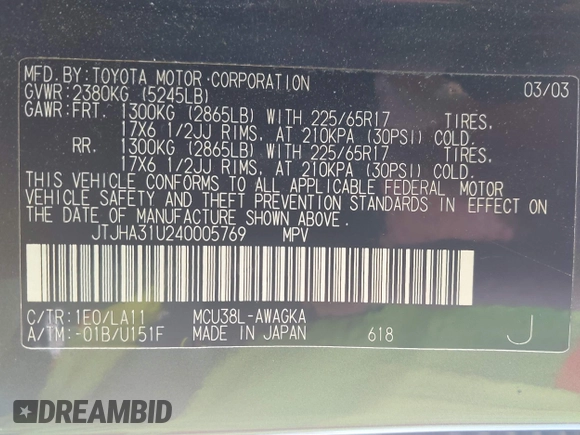 MFD. BY: TOYOTA MOTOR CORPORATION 03/03
GVWR: 2380KG (5245LB)
GAWR: FRT. 1300KG (2865LB) WITH 225/65R17 TIRES,
17X6 1/2JJ RIMS, AT 210KPA (30PSI) COLD.
RR. 1300KG (2865LB) WITH 225/65R17 TIRES,
17X6 1/2JJ RIMS, AT 210KPA (30PSI) COLD.
THIS VEHICLE CONFORMS TO ALL APPLICABLE FEDERAL MOTOR
VEHICLE SAFETY AND THEFT PREVENTION STANDARDS IN EFFECT ON
THE DATE OF MANUFACTURE SHOWN ABOVE.
JTJHA31U240005769 MPV
C/TR: 1E0/LA11 MCU38L-AWAGKA
A/TM: -01B/U151F MADE IN JAPAN 618 J
DREAMBID